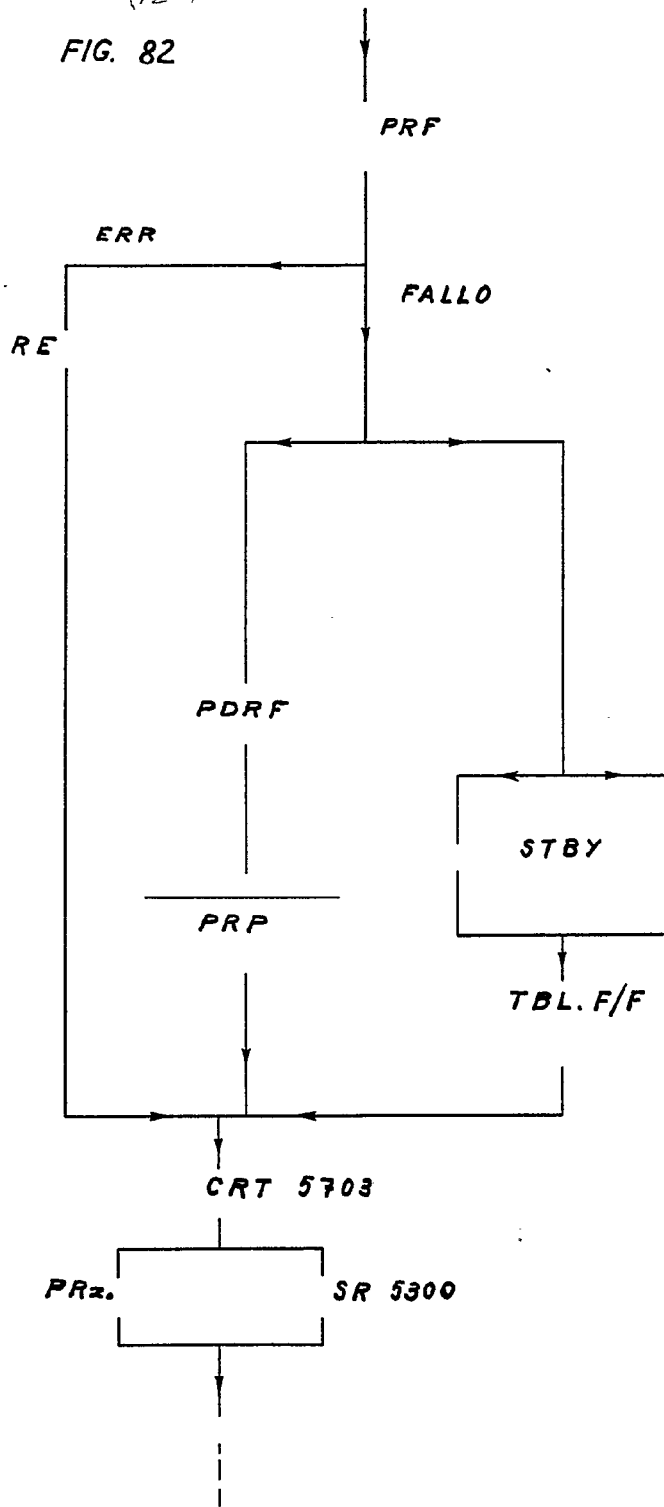 FIG. 82
PRF
ERR
FALLO
RE
PDRF
STBY
PRP
TBL. F/F
CRT 5703
PRz. SR 5300